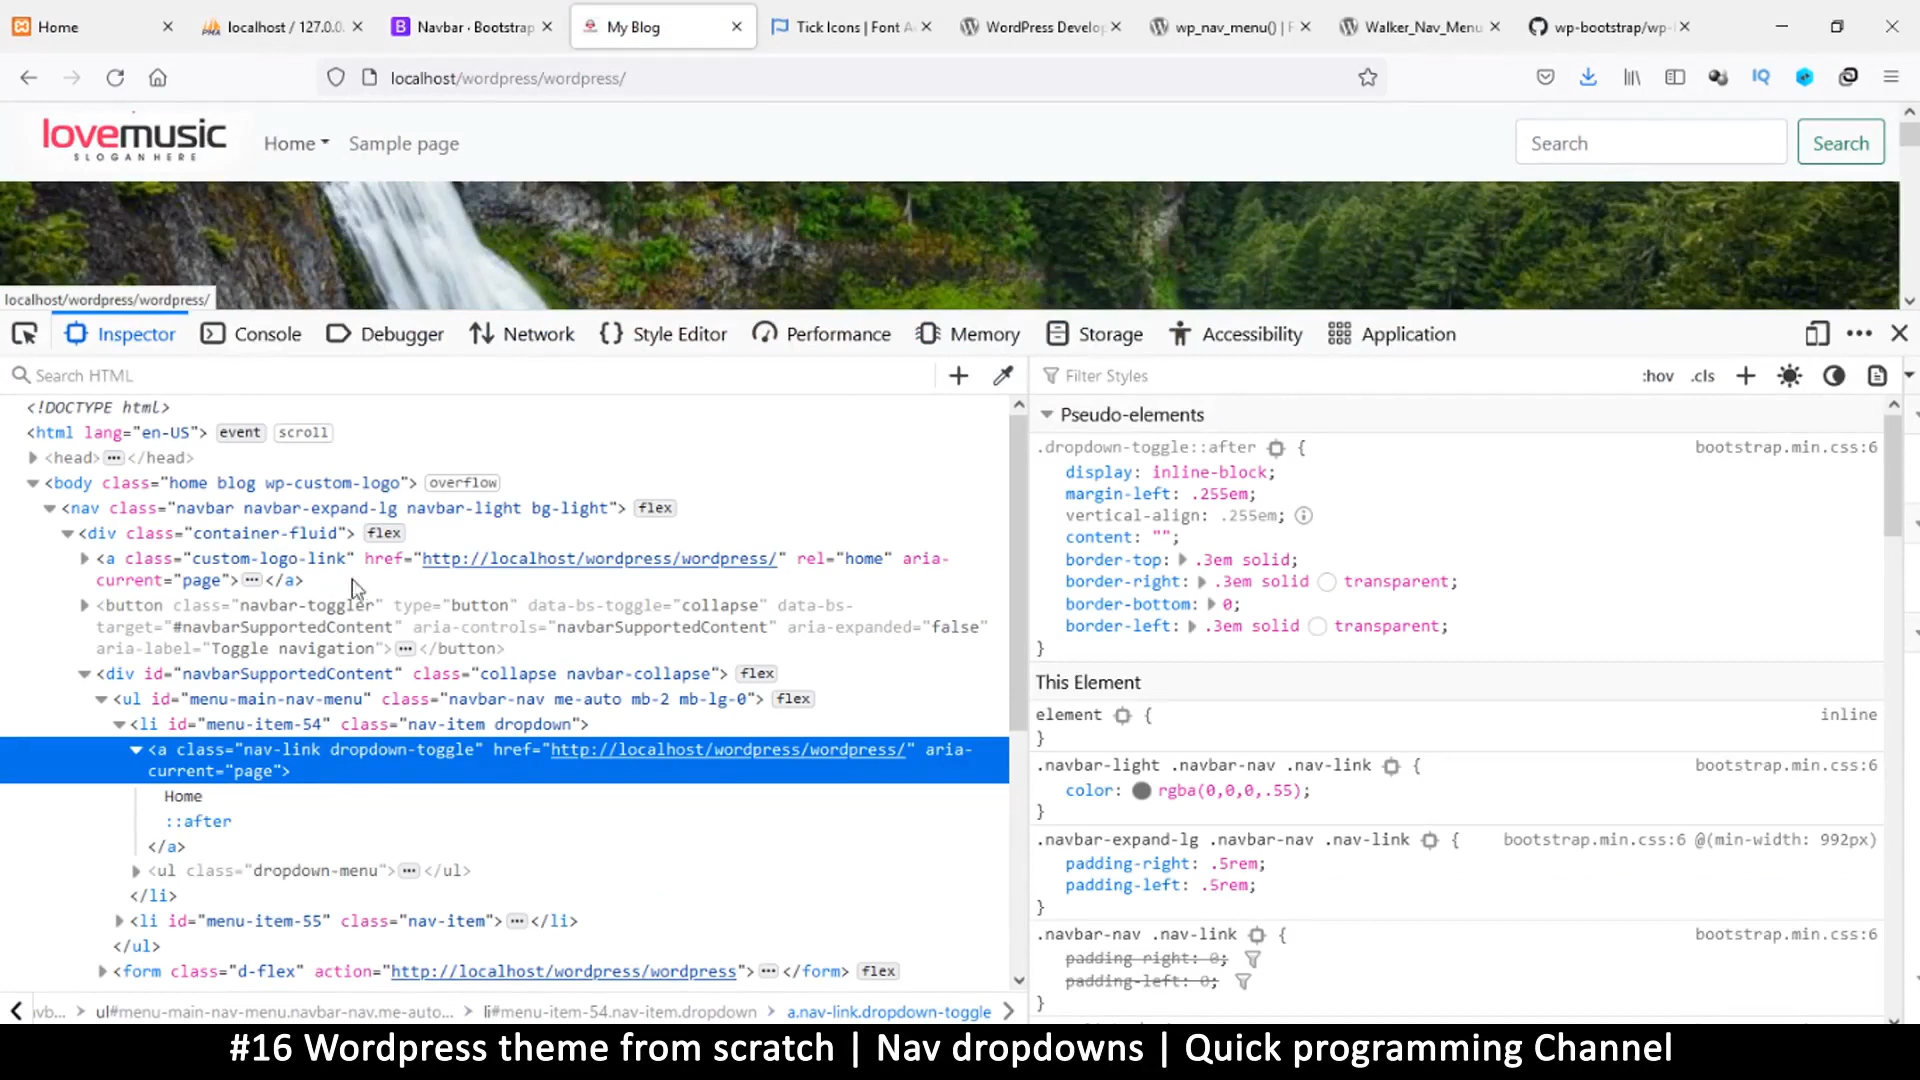 Home
localhost / 127.0.0.
Navbar · Bootstrap
My Blog
Tick Icons | Font A
WordPress Develop
wp_nav_menu() | F
Walker_Nav_Menu
wp-bootstrap/wp-
localhost/wordpress/wordpress/
lovemusic
SLOGAN HERE
Home
Sample page
Search
Search
localhost/wordpress/wordpress/
Inspector
Console
Debugger
Network
Style Editor
Performance
Memory
Storage
Accessibility
Application
Search HTML
Filter Styles
:hov .cls
<!DOCTYPE html>
<html lang="en-US"> event scroll
<head> ••• </head>
<body class="home blog wp-custom-logo"> overflow
<nav class="navbar navbar-expand-lg navbar-light bg-light"> flex
<div class="container-fluid"> flex
<a class="custom-logo-link" href="http://localhost/wordpress/wordpress/" rel="home" aria-
current="page"> ••• </a>
<button class="navbar-toggler" type="button" data-bs-toggle="collapse" data-bs-
target="#navbarSupportedContent" aria-controls="navbarSupportedContent" aria-expanded="false"
aria-label="Toggle navigation"> ••• </button>
<div id="navbarSupportedContent" class="collapse navbar-collapse"> flex
<ul id="menu-main-nav-menu" class="navbar-nav me-auto mb-2 mb-lg-0"> flex
<li id="menu-item-54" class="nav-item dropdown">
<a class="nav-link dropdown-toggle" href="http://localhost/wordpress/wordpress/" aria-
current="page">
Home
::after
</a>
<ul class="dropdown-menu"> ••• </ul>
</li>
<li id="menu-item-55" class="nav-item"> ••• </li>
</ul>
<form class="d-flex" action="http://localhost/wordpress/wordpress"> ••• </form> flex
Pseudo-elements
.dropdown-toggle::after { bootstrap.min.css:6
display: inline-block;
margin-left: .255em;
vertical-align: .255em;
content: "";
border-top: .3em solid;
border-right: .3em solid transparent;
border-bottom: 0;
border-left: .3em solid transparent;
}
This Element
element { inline
}
.navbar-light .navbar-nav .nav-link { bootstrap.min.css:6
color: rgba(0,0,0,.55);
}
.navbar-expand-lg .navbar-nav .nav-link { bootstrap.min.css:6 @(min-width: 992px)
padding-right: .5rem;
padding-left: .5rem;
}
.navbar-nav .nav-link { bootstrap.min.css:6
padding-right: 0;
padding-left: 0;
}
vb... ul#menu-main-nav-menu.navbar-nav.me-auto... li#menu-item-54.nav-item.dropdown a.nav-link.dropdown-toggle
#16 Wordpress theme from scratch | Nav dropdowns | Quick programming Channel